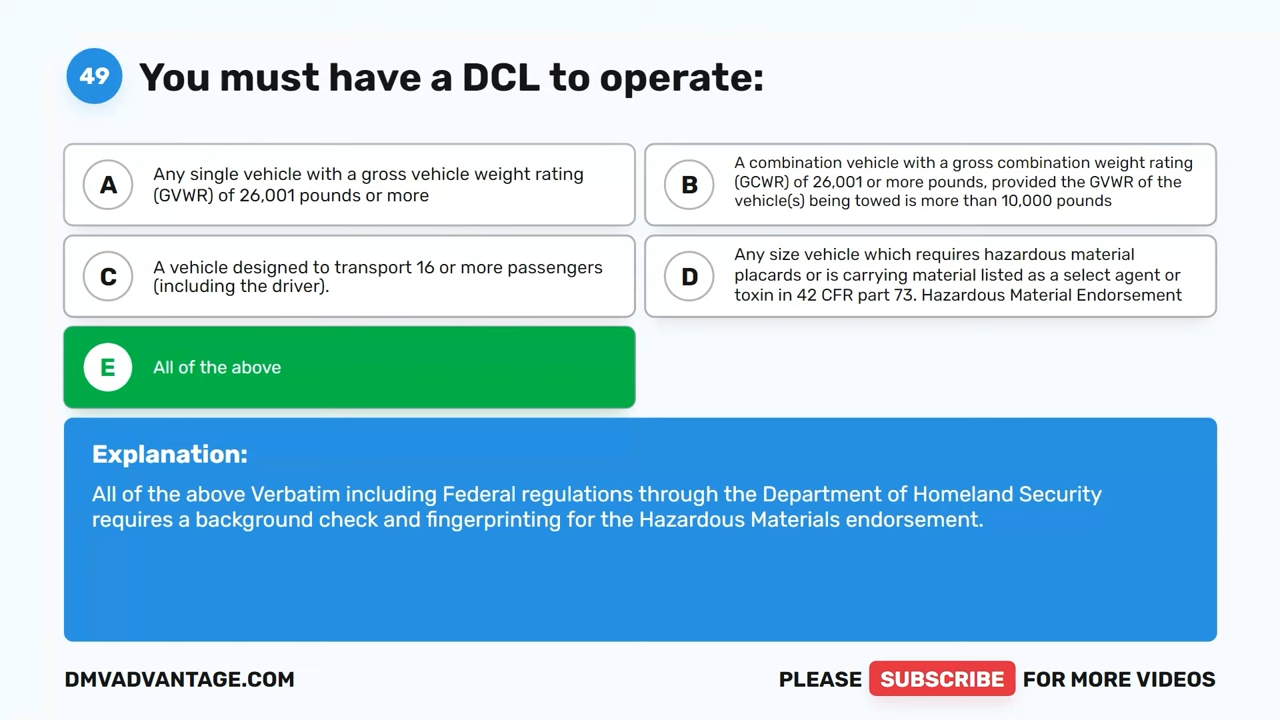 49 You must have a DCL to operate:
A
Any single vehicle with a gross vehicle weight rating
(GVWR) of 26,001 pounds or more
B
A combination vehicle with a gross combination weight rating
(GCWR) of 26,001 or more pounds, provided the GVWR of the
vehicle(s) being towed is more than 10,000 pounds
C
A vehicle designed to transport 16 or more passengers
(including the driver).
D
Any size vehicle which requires hazardous material
placards or is carrying material listed as a select agent or
toxin in 42 CFR part 73. Hazardous Material Endorsement
E
All of the above
Explanation:
All of the above Verbatim including Federal regulations through the Department of Homeland Security
requires a background check and fingerprinting for the Hazardous Materials endorsement.
DMVADVANTAGE.COM
PLEASE SUBSCRIBE FOR MORE VIDEOS